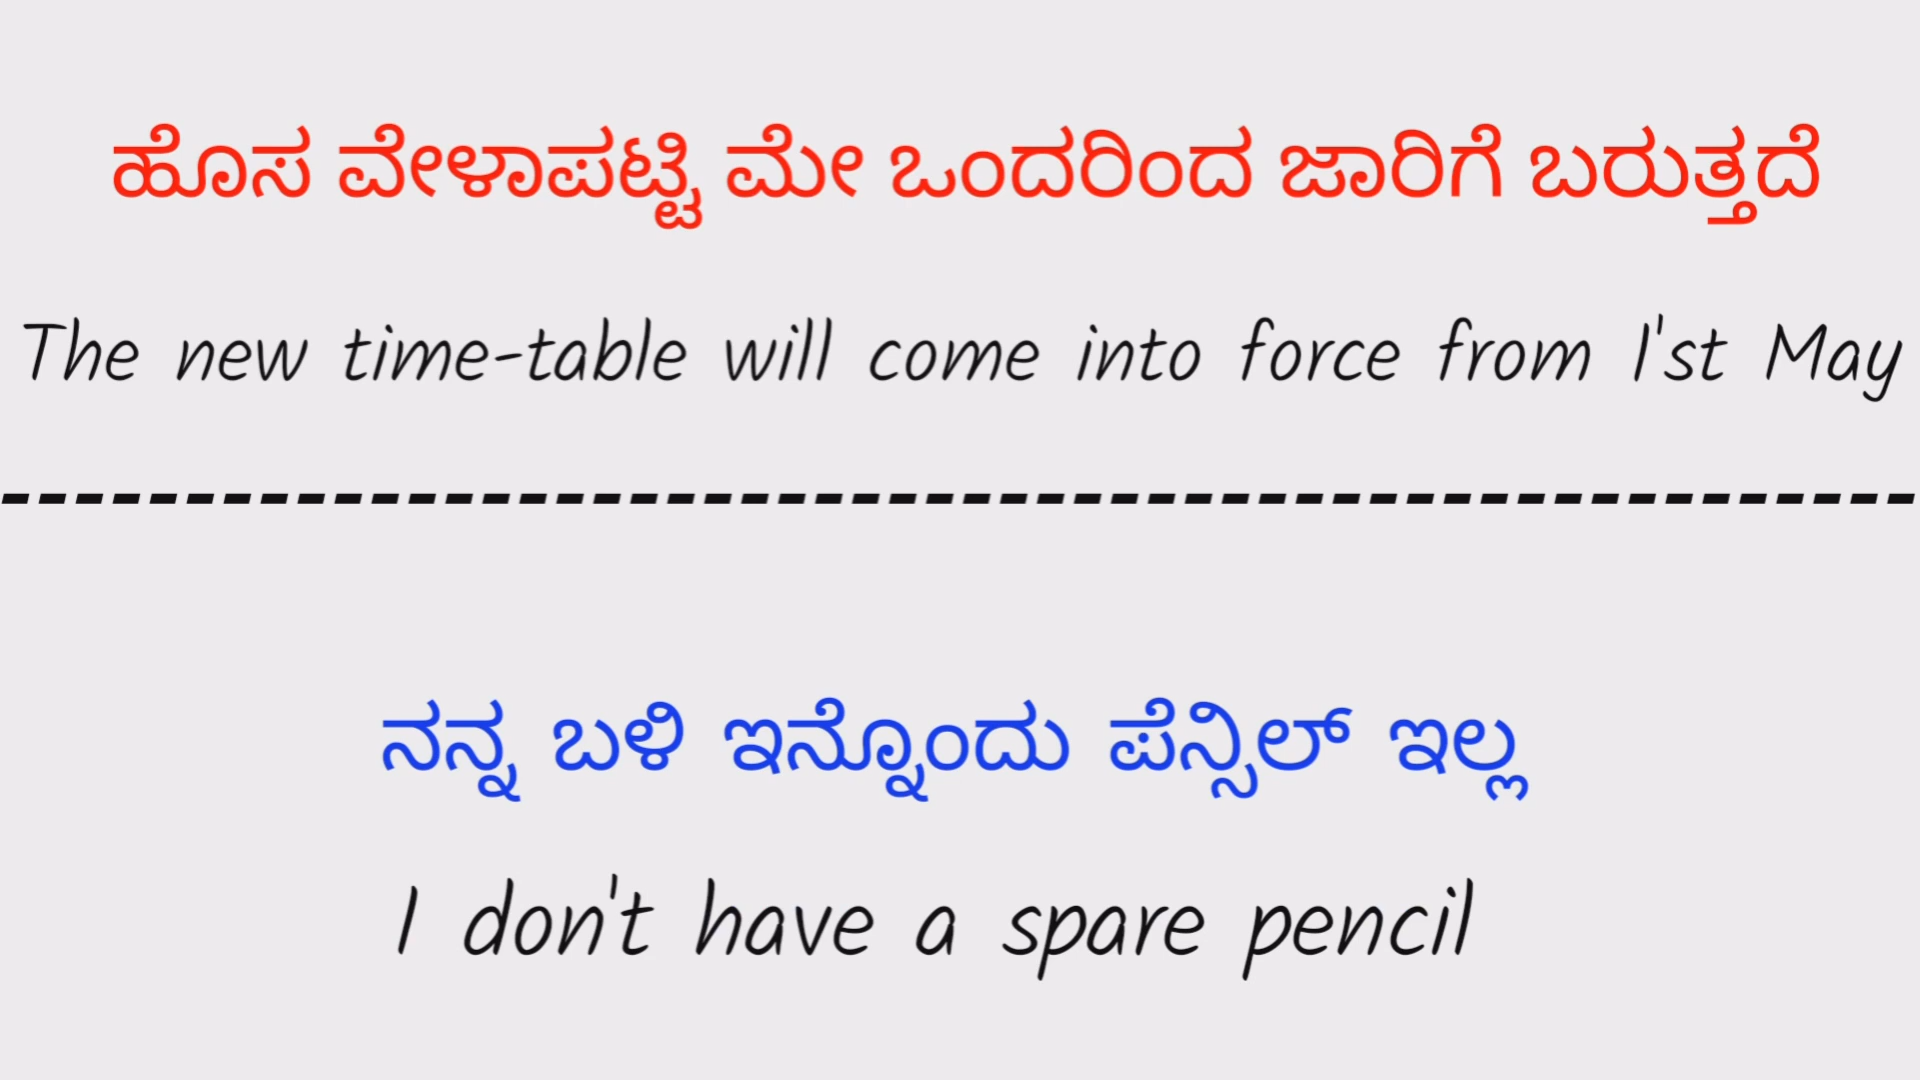 ಹೊಸ ವೇಳಾಪಟ್ಟಿ ಮೇ ಒಂದರಿಂದ ಜಾರಿಗೆ ಬರುತ್ತದೆ
The new time-table will come into force from 1'st May
ನನ್ನ ಬಳಿ ಇನ್ನೊಂದು ಪೆನ್ಸಿಲ್ ಇಲ್ಲ
I don't have a spare pencil